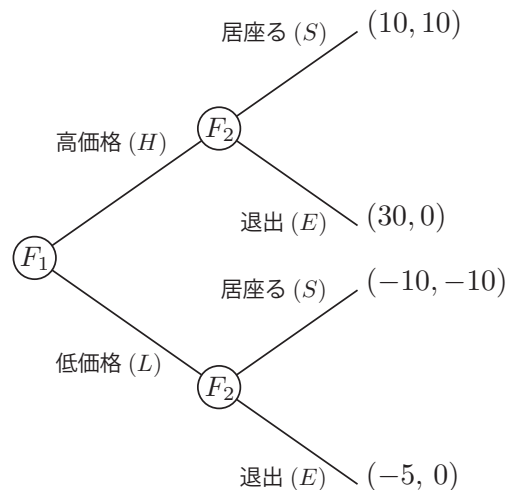 居座る (S) (10, 10)
F₂
高価格 (H)
退出 (E) (30, 0)
F₁
居座る (S) (−10, −10)
低価格 (L)
F₂
退出 (E) (−5, 0)